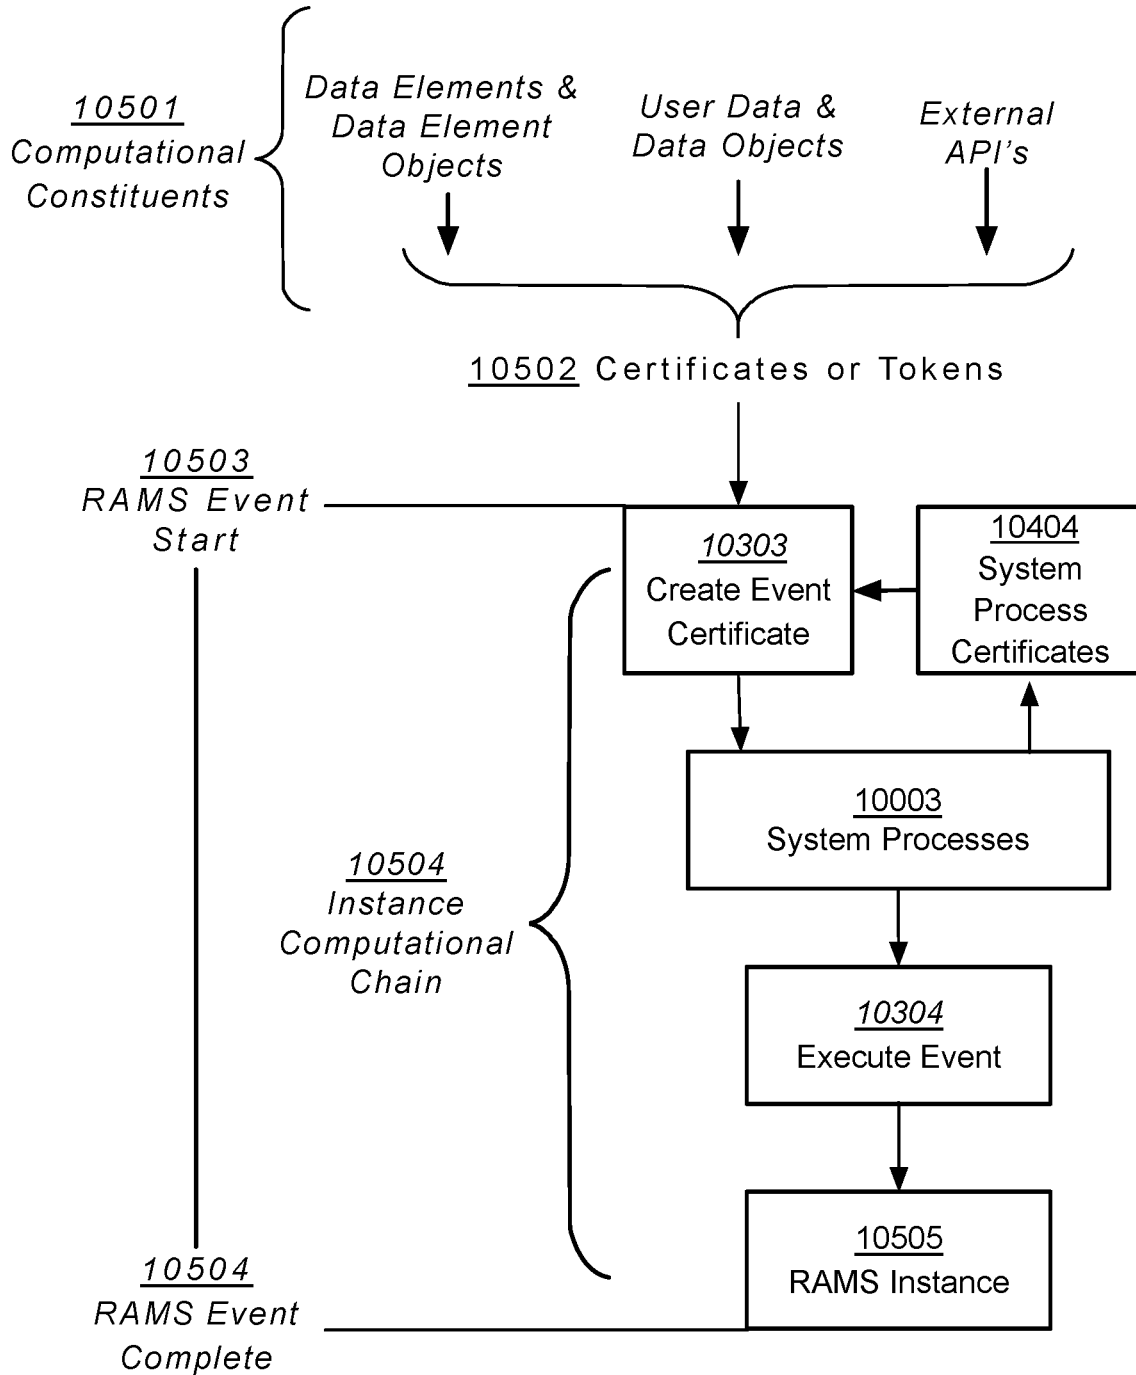 10501
Computational
Constituents
Data Elements &
Data Element
Objects
User Data &
Data Objects
External
API's
10502 Certificates or Tokens
10503
RAMS Event
Start
10303
Create Event
Certificate
10404
System
Process
Certificates
10003
System Processes
10504
Instance
Computational
Chain
10304
Execute Event
10505
RAMS Instance
10504
RAMS Event
Complete